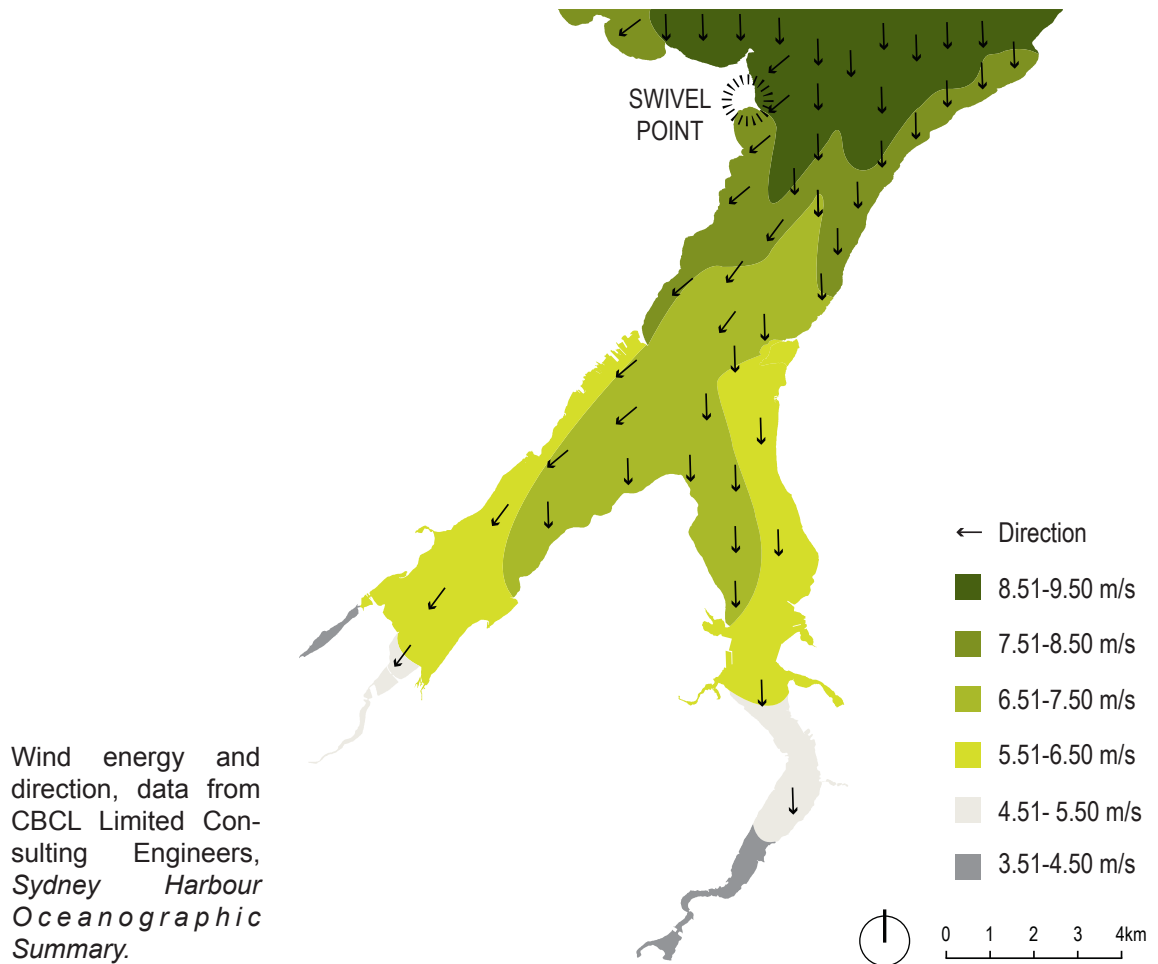 SWIVEL
POINT
Direction
8.51-9.50 m/s
7.51-8.50 m/s
6.51-7.50 m/s
5.51-6.50 m/s
4.51- 5.50 m/s
3.51-4.50 m/s
0 1 2 3 4km
Wind energy and
direction, data from
CBCL Limited Con-
sulting Engineers,
Sydney Harbour
Oceanographic
Summary.